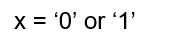 x = ‘0’ or ‘1’